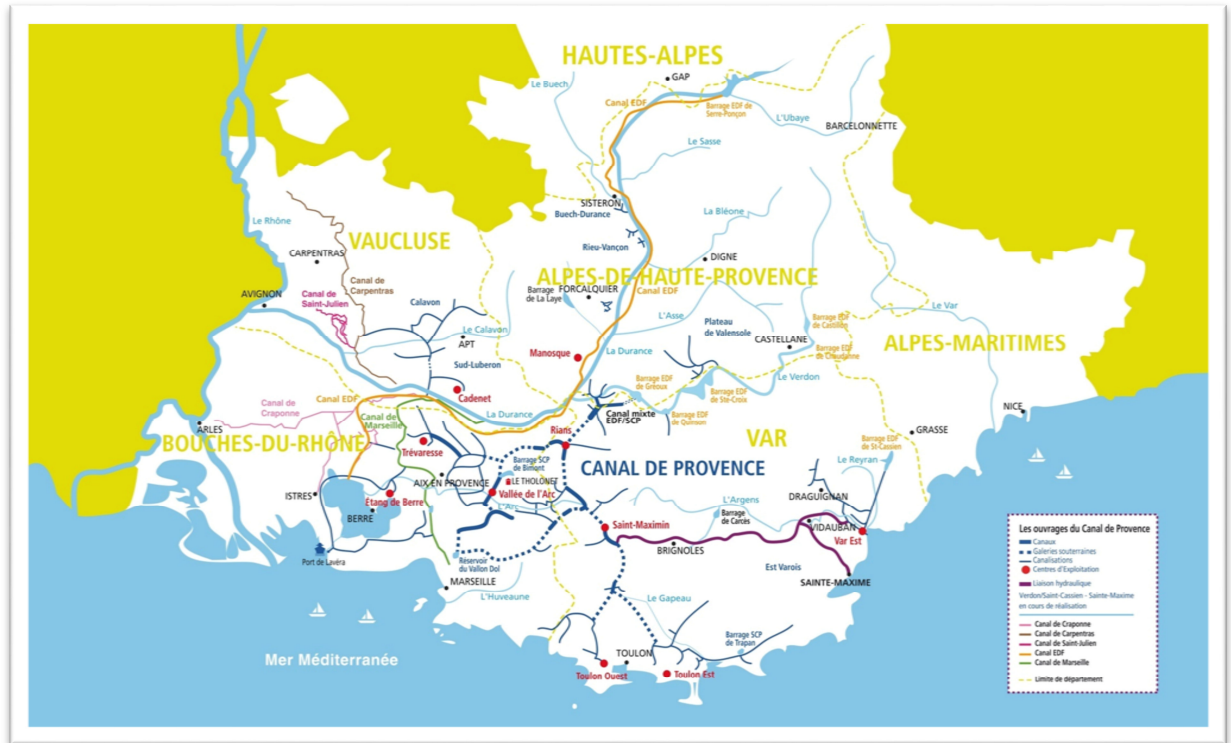 HAUTES-ALPES
GAP
Le Buech
Canal EDF
Barrage EDF de
Serre-Ponçon
L'Ubaye
BARCELONNETTE
Le Sasse
SISTERON
Buech-Durance
La Bléone
Le Rhône
Rieu-Vançon
VAUCLUSE
CARPENTRAS
DIGNE
ALPES-DE-HAUTE-PROVENCE
Canal de
Carpentras
Canal de
Saint-Julien
AVIGNON
Calavon
Barrage
de La Laye
FORCALQUIER
Canal EDF
Le Var
L'Asse
Plateau
de Valensole
Barrage EDF
de Castillon
Le Calavon
APT
CASTELLANE
ALPES-MARITIMES
Manosque
La Durance
Barrage EDF
de Chaudanne
Sud-Luberon
Le Verdon
Barrage EDF
de Gréoux
Barrage EDF
de Ste-Croix
Cadenet
Canal EDF
Canal de
Craponne
La Durance
Canal mixte
EDF/SCP
Barrage EDF
de Quinson
NICE
Canal de
Marseille
ARLES
BOUCHES-DU-RHÔNE
Rians
VAR
GRASSE
Barrage EDF
de St-Cassien
Trévaresse
Barrage SCP
de Bimont
CANAL DE PROVENCE
Le Reyran
AIX EN PROVENCE
LE THOLONET
Vallée de l'Arc
ISTRES
Étang de Berre
L'Arc
L'Argens
DRAGUIGNAN
BERRE
Saint-Maximin
Barrage
de Carcès
VIDAUBAN
Var Est
BRIGNOLES
Port de Lavéra
Réservoir
du Vallon Dol
Est Varois
SAINTE-MAXIME
MARSEILLE
L'Huveaune
Le Gapeau
Barrage SCP
de Trapan
TOULON
Mer Méditerranée
Toulon Ouest
Toulon Est
Les ouvrages du Canal de Provence
Canaux
Galeries souterraines
Canalisations
Centres d'Exploitation
Liaison hydraulique
Verdon/Saint-Cassien - Sainte-Maxime
en cours de réalisation
Canal de Craponne
Canal de Carpentras
Canal de Saint-Julien
Canal EDF
Canal de Marseille
Limite de département